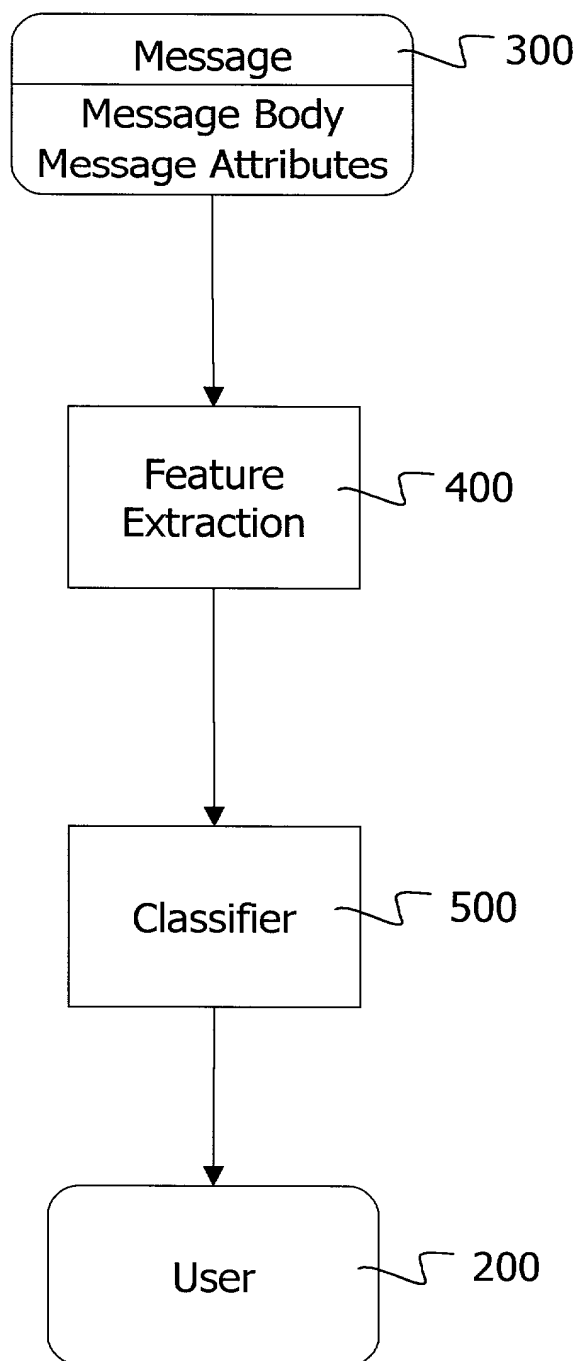 Message
300
Message Body
Message Attributes
Feature
Extraction
400
Classifier
500
User
200